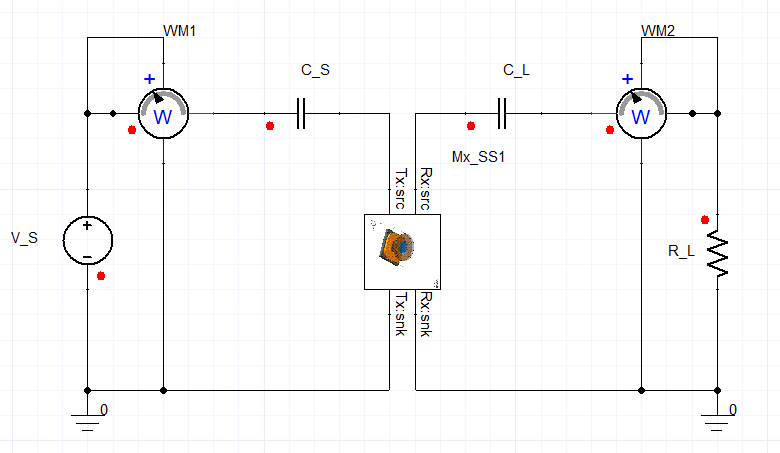 WM1
WM2
C_S
C_L
+
+
W
W
Mx_SS1
Tx:src
Rx:src
V_S
+
−
R_L
Tx:snk
Rx:snk
0
0